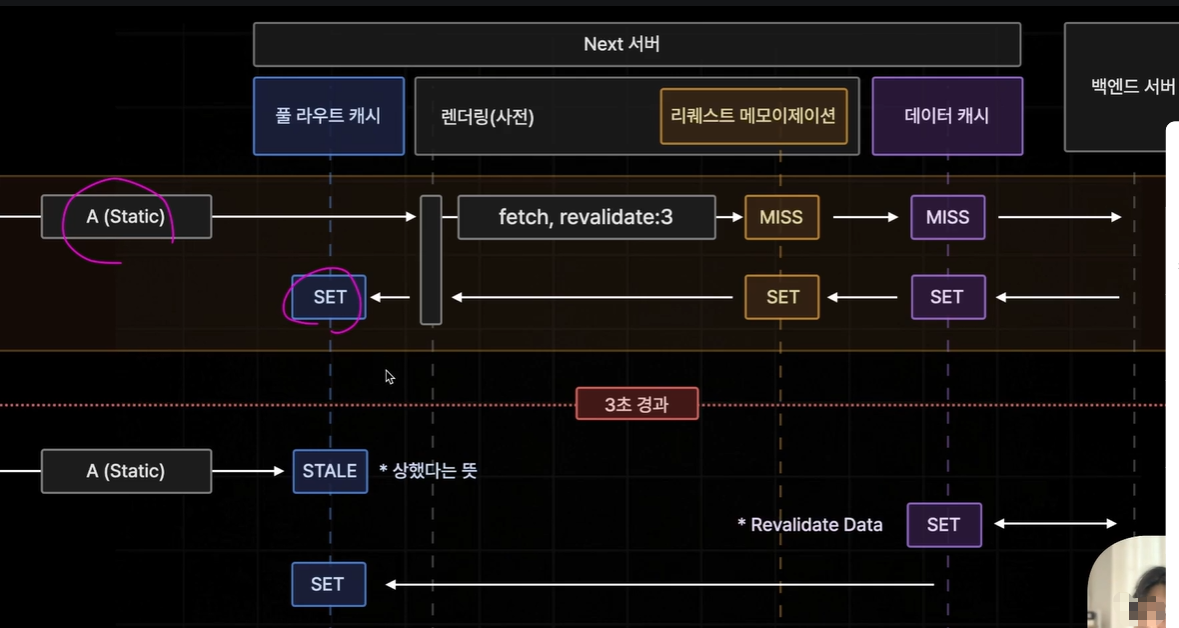 Next 서버
풀 라우트 캐시
렌더링(사전)
리퀘스트 메모이제이션
데이터 캐시
백엔드 서버
A (Static)
fetch, revalidate:3
MISS
MISS
SET
SET
SET
3초 경과
A (Static)
STALE
* 상했다는 뜻
* Revalidate Data
SET
SET